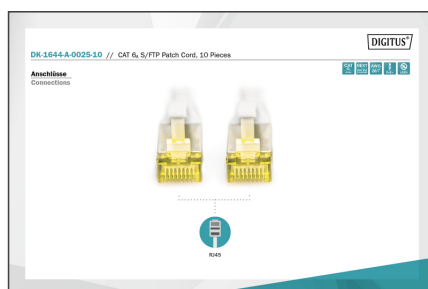 DIGITUS®
DK-1644-A-0025-10 // CAT 6A S/FTP Patch Cord, 10 Pieces
Anschlüsse
Connections
RJ45